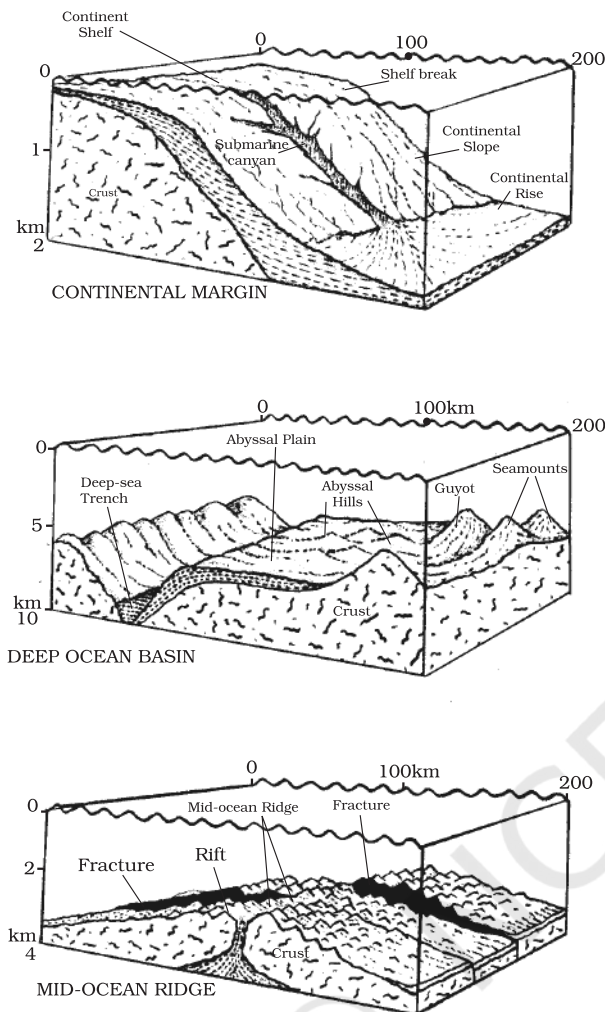 Continent
Shelf
0
100
200
0
Shelf break
Submarine
canyan
Continental
Slope
1
Continental
Rise
Crust
km
2
CONTINENTAL MARGIN
0
100km
200
0
Abyssal Plain
Deep-sea
Trench
Abyssal
Hills
Guyot
Seamounts
5
km
10
Crust
DEEP OCEAN BASIN
0
100km
200
0
Mid-ocean Ridge
Fracture
2
Fracture
Rift
km
4
Crust
MID-OCEAN RIDGE